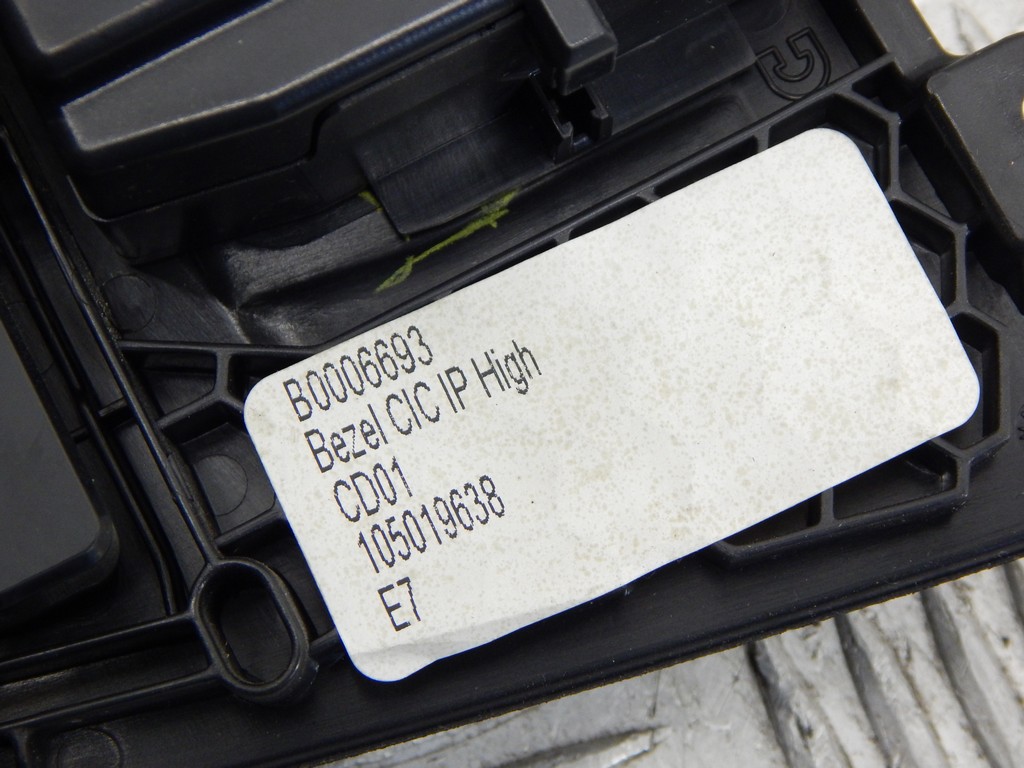 B0006693
Bezel CIC IP High
CD01
105019638
E7